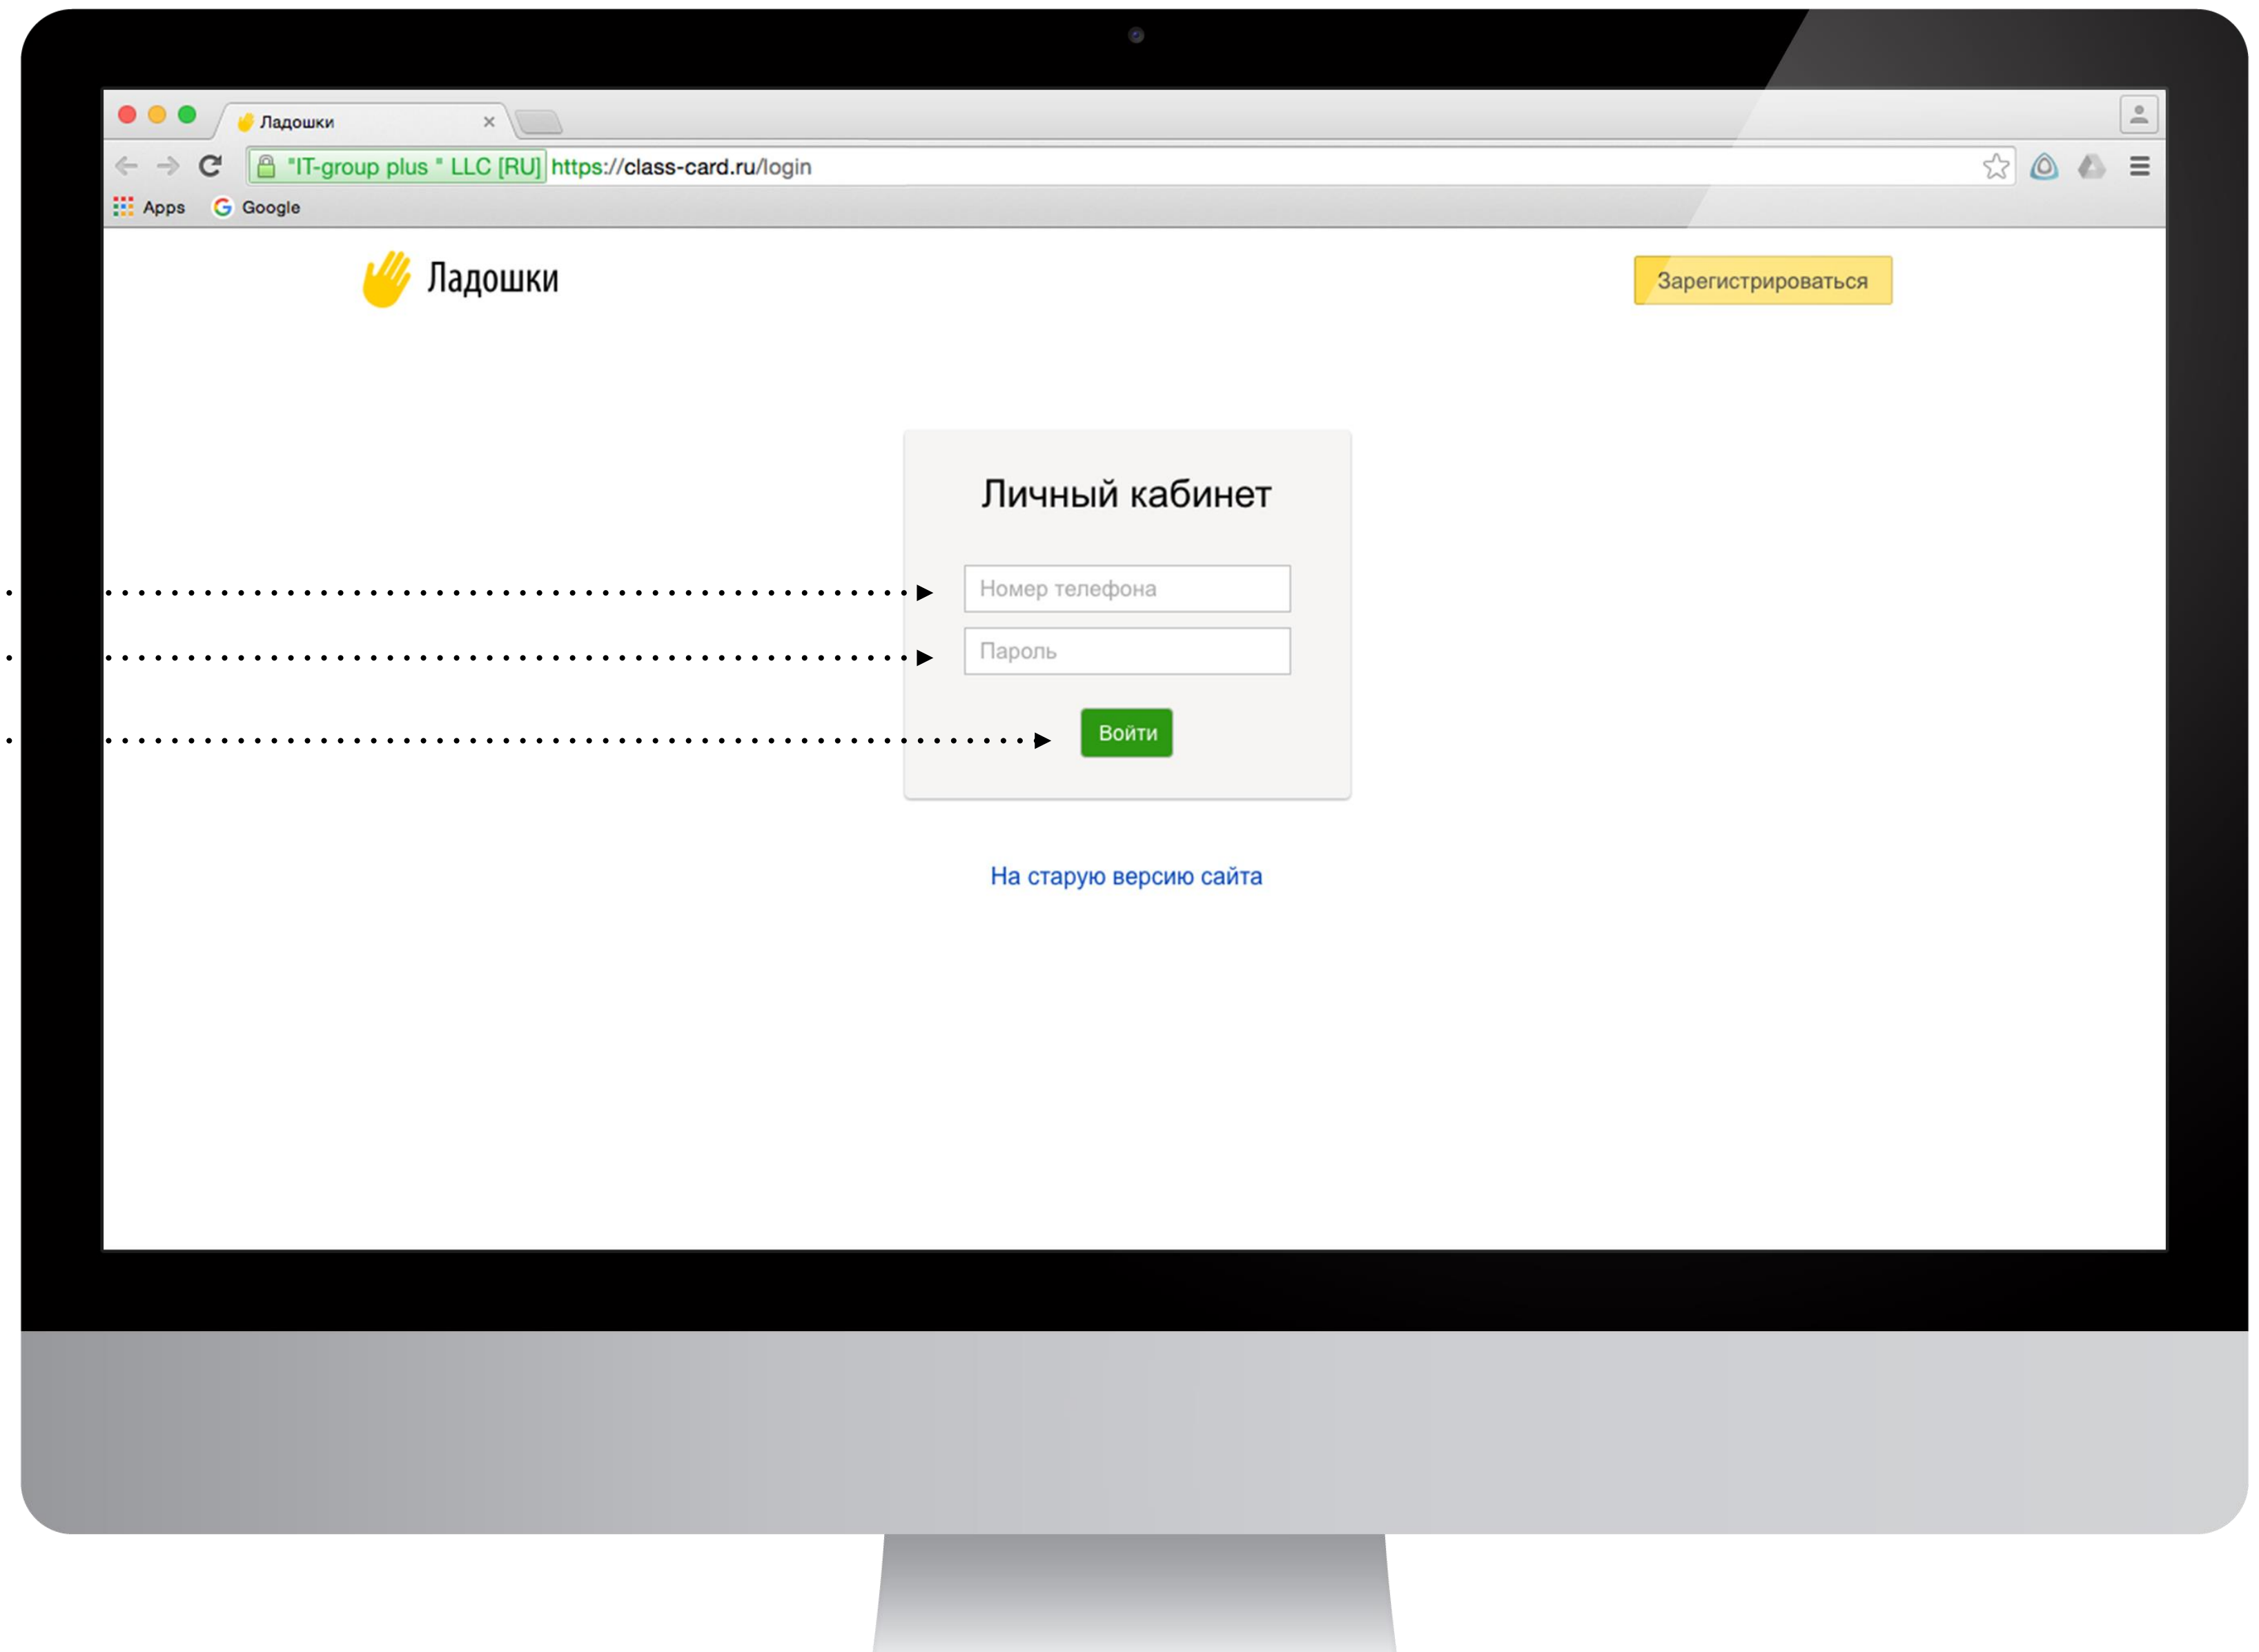 Ладошки
"IT-group plus " LLC [RU] https://class-card.ru/login
Apps Google
Ладошки
Зарегистрироваться
Личный кабинет
Номер телефона
Пароль
Войти
На старую версию сайта